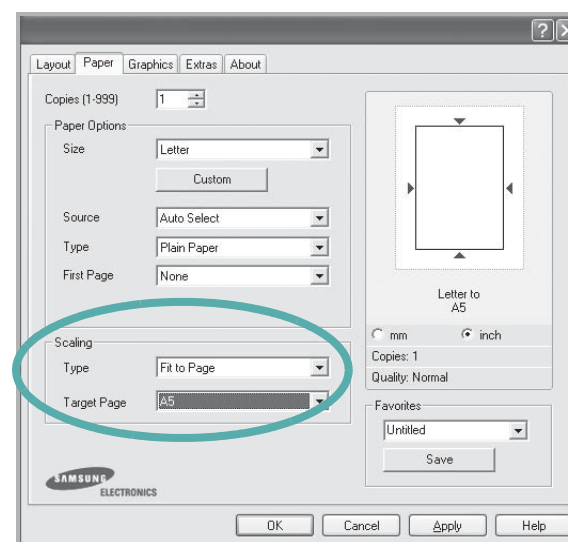 ? X
Layout Paper Graphics Extras About
Copies (1-999) 1
Paper Options
Size Letter
Custom
Source Auto Select
Type Plain Paper
First Page None
Letter to
A5
mm inch
Copies: 1
Quality: Normal
Scaling
Type Fit to Page
Target Page A5
Favorites
Untitled
Save
SAMSUNG
ELECTRONICS
OK Cancel Apply Help